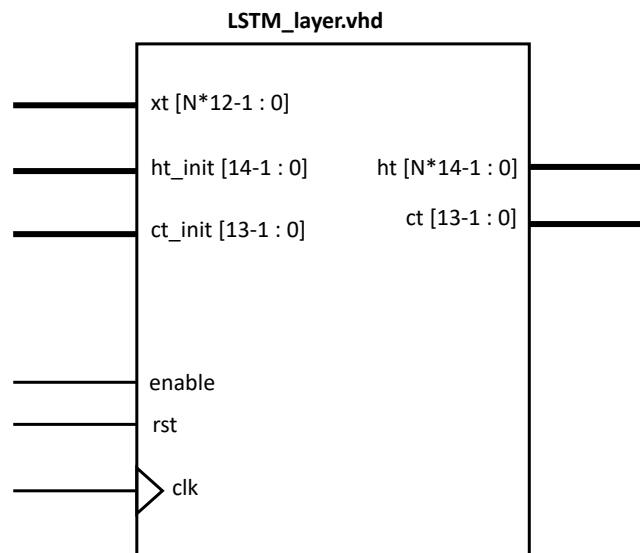 LSTM_layer.vhd
xt [N*12-1 : 0]
ht_init [14-1 : 0]
ht [N*14-1 : 0]
ct_init [13-1 : 0]
ct [13-1 : 0]
enable
rst
clk